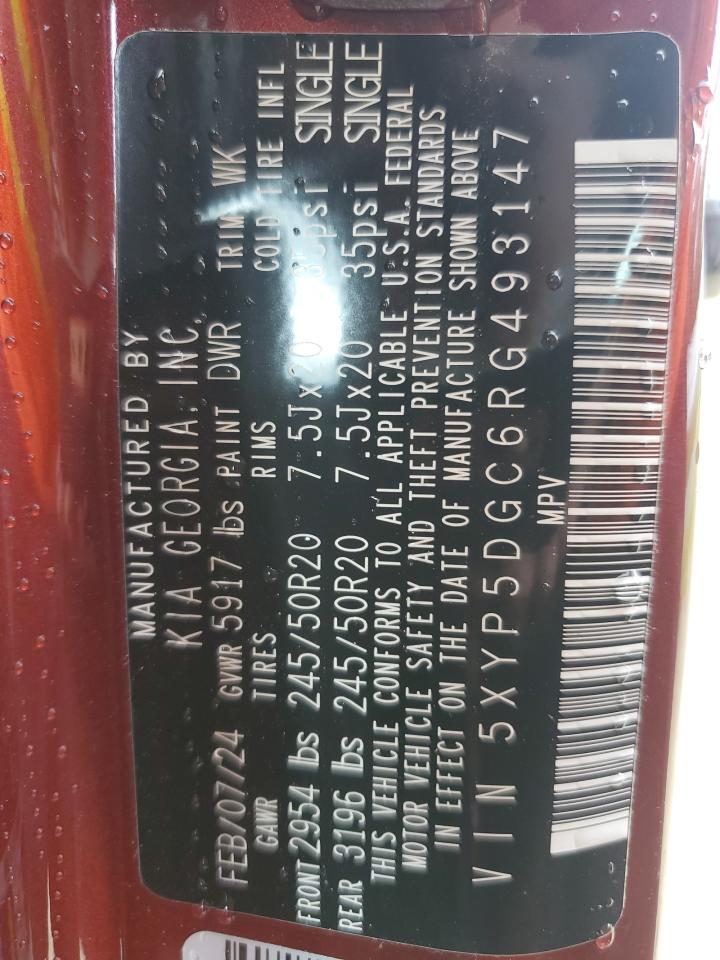 MANUFACTURED BY
KIA GEORGIA, INC.
FEB/07/24 GVWR 5917 lbs PAINT DWR TRIM WK
GAWR TIRES RIMS COLD TIRE INFL
FRONT 2954 lbs 245/50R20 7.5Jx20 35psi SINGLE
REAR 3196 lbs 245/50R20 7.5Jx20 35psi SINGLE
THIS VEHICLE CONFORMS TO ALL APPLICABLE U.S.A. FEDERAL
MOTOR VEHICLE SAFETY AND THEFT PREVENTION STANDARDS
IN EFFECT ON THE DATE OF MANUFACTURE SHOWN ABOVE
VIN 5XYP5DGC6RG493147
MPV